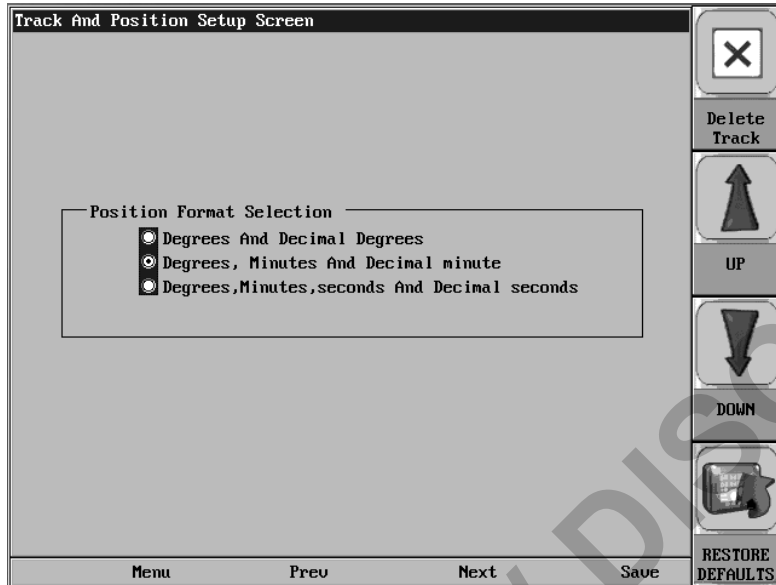 Track And Position Setup Screen
Delete
Track
Position Format Selection
Degrees And Decimal Degrees
Degrees, Minutes And Decimal minute
Degrees,Minutes,seconds And Decimal seconds
UP
DOWN
RESTORE
DEFAULTS
Menu Prev Next Save
DISC